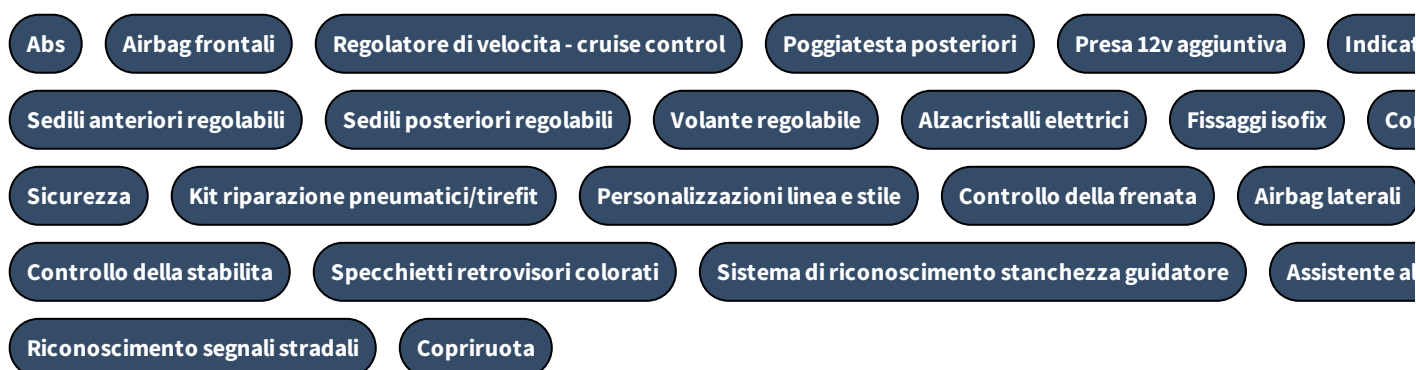 Abs Airbag frontali Regolatore di velocita - cruise control Poggiatesta posteriori Presa 12v aggiuntiva
Sedili anteriori regolabili Sedili posteriori regolabili Volante regolabile Alzacristalli elettrici Fissaggi isofix
Sicurezza Kit riparazione pneumatici/tirefit Personalizzazioni linea e stile Controllo della frenata Airbag laterali
Controllo della stabilita Specchietti retrovisori colorati Sistema di riconoscimento stanchezza guidatore Assistente
Riconoscimento segnali stradali Copriruota